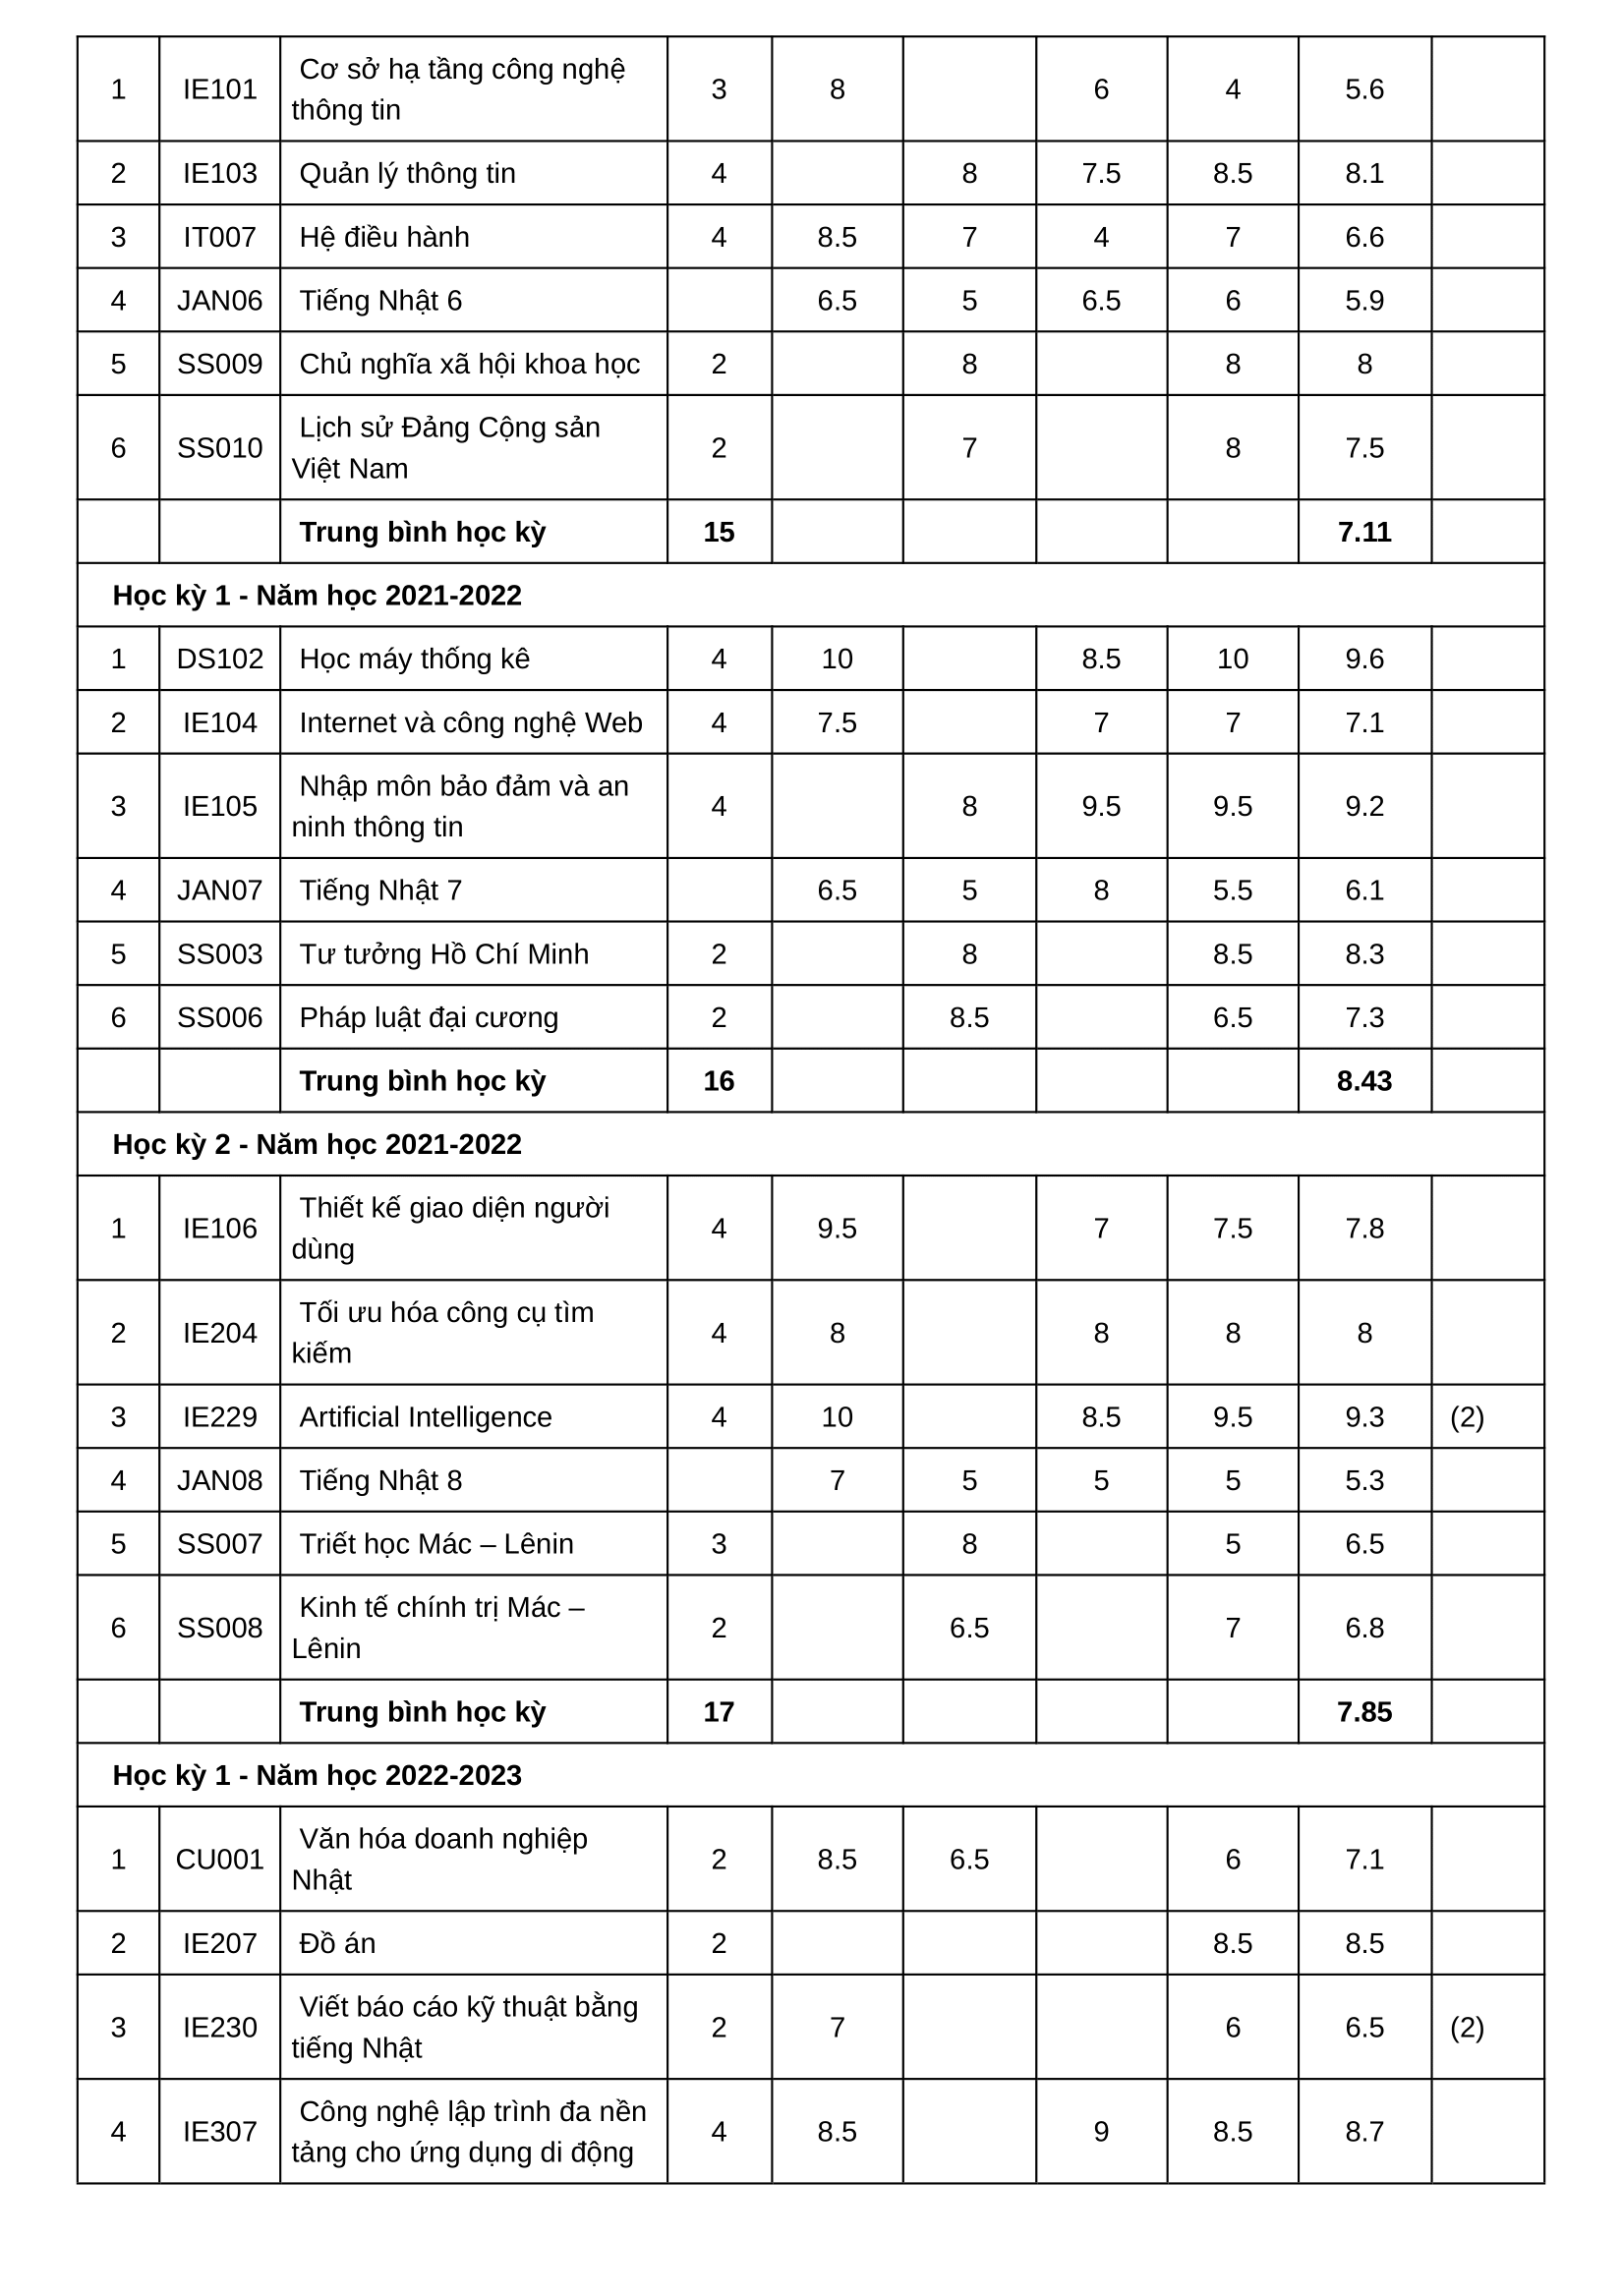 1 IE101 Cơ sở hạ tầng công nghệ thông tin 3 8 6 4 5.6
2 IE103 Quản lý thông tin 4 8 7.5 8.5 8.1
3 IT007 Hệ điều hành 4 8.5 7 4 7 6.6
4 JAN06 Tiếng Nhật 6 6.5 5 6.5 6 5.9
5 SS009 Chủ nghĩa xã hội khoa học 2 8 8 8
6 SS010 Lịch sử Đảng Cộng sản Việt Nam 2 7 8 7.5
Trung bình học kỳ 15 7.11
Học kỳ 1 - Năm học 2021-2022
1 DS102 Học máy thống kê 4 10 8.5 10 9.6
2 IE104 Internet và công nghệ Web 4 7.5 7 7 7.1
3 IE105 Nhập môn bảo đảm và an ninh thông tin 4 8 9.5 9.5 9.2
4 JAN07 Tiếng Nhật 7 6.5 5 8 5.5 6.1
5 SS003 Tư tưởng Hồ Chí Minh 2 8 8.5 8.3
6 SS006 Pháp luật đại cương 2 8.5 6.5 7.3
Trung bình học kỳ 16 8.43
Học kỳ 2 - Năm học 2021-2022
1 IE106 Thiết kế giao diện người dùng 4 9.5 7 7.5 7.8
2 IE204 Tối ưu hóa công cụ tìm kiếm 4 8 8 8 8
3 IE229 Artificial Intelligence 4 10 8.5 9.5 9.3 (2)
4 JAN08 Tiếng Nhật 8 7 5 5 5 5.3
5 SS007 Triết học Mác – Lênin 3 8 5 6.5
6 SS008 Kinh tế chính trị Mác – Lênin 2 6.5 7 6.8
Trung bình học kỳ 17 7.85
Học kỳ 1 - Năm học 2022-2023
1 CU001 Văn hóa doanh nghiệp Nhật 2 8.5 6.5 6 7.1
2 IE207 Đồ án 2 8.5 8.5
3 IE230 Viết báo cáo kỹ thuật bằng tiếng Nhật 2 7 6 6.5 (2)
4 IE307 Công nghệ lập trình đa nền tảng cho ứng dụng di động 4 8.5 9 8.5 8.7